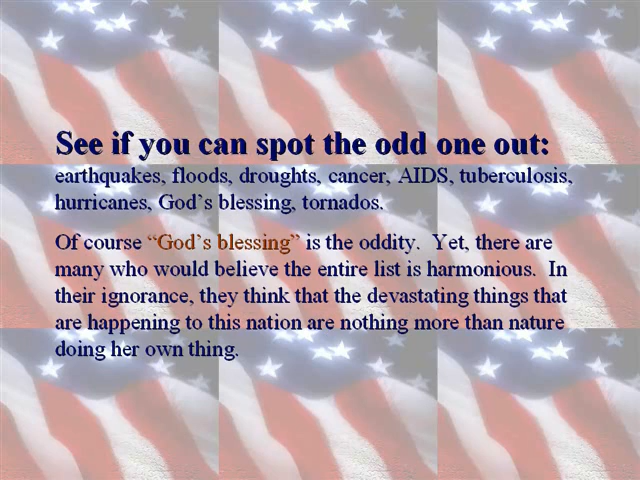 See if you can spot the odd one out:
earthquakes, floods, droughts, cancer, AIDS, tuberculosis,
hurricanes, God's blessing, tornados.
Of course “God's blessing” is the oddity.  Yet, there are
many who would believe the entire list is harmonious.  In
their ignorance, they think that the devastating things that
are happening to this nation are nothing more than nature
doing her own thing.